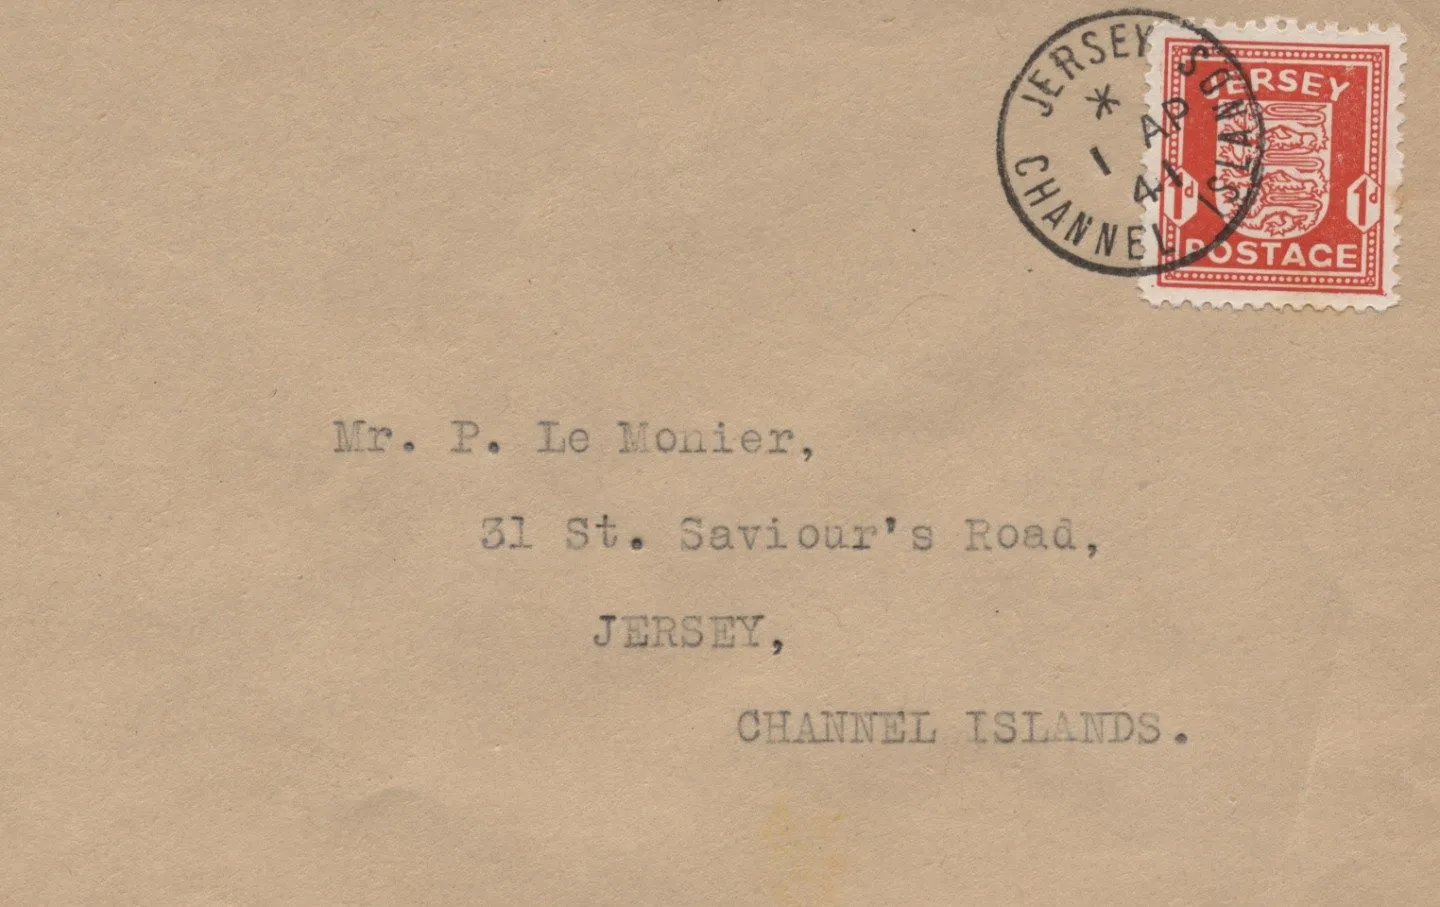 JERSEY
CHANNEL ISLANDS
*
1 AP
41
JERSEY
1d 1d
POSTAGE
Mr. P. Le Monier,
31 St. Saviour's Road,
JERSEY,
CHANNEL ISLANDS.